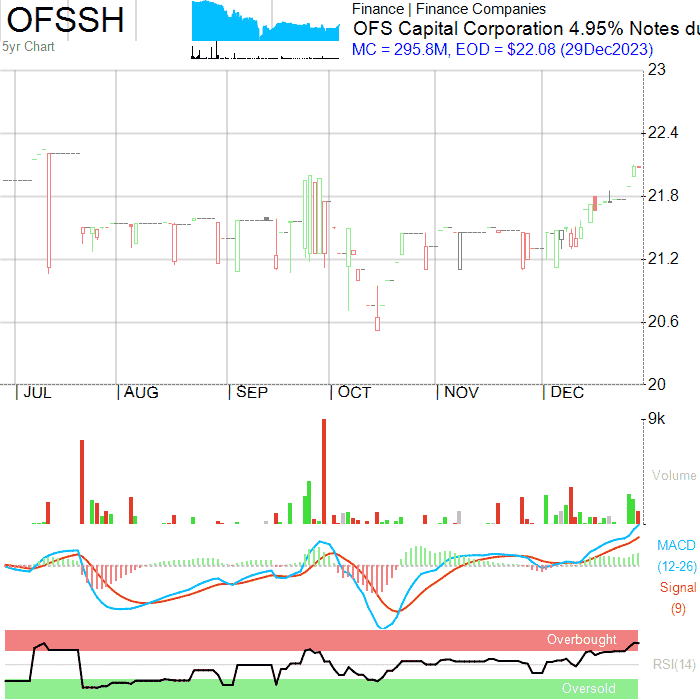 OFSSH
5yr Chart
Finance | Finance Companies
OFS Capital Corporation 4.95% Notes du
MC = 295.8M, EOD = $22.08 (29Dec2023)
23
22.4
21.8
21.2
20.6
20
JUL
AUG
SEP
OCT
NOV
DEC
9k
Volume
MACD
(12-26)
Signal
(9)
Overbought
RSI(14)
Oversold